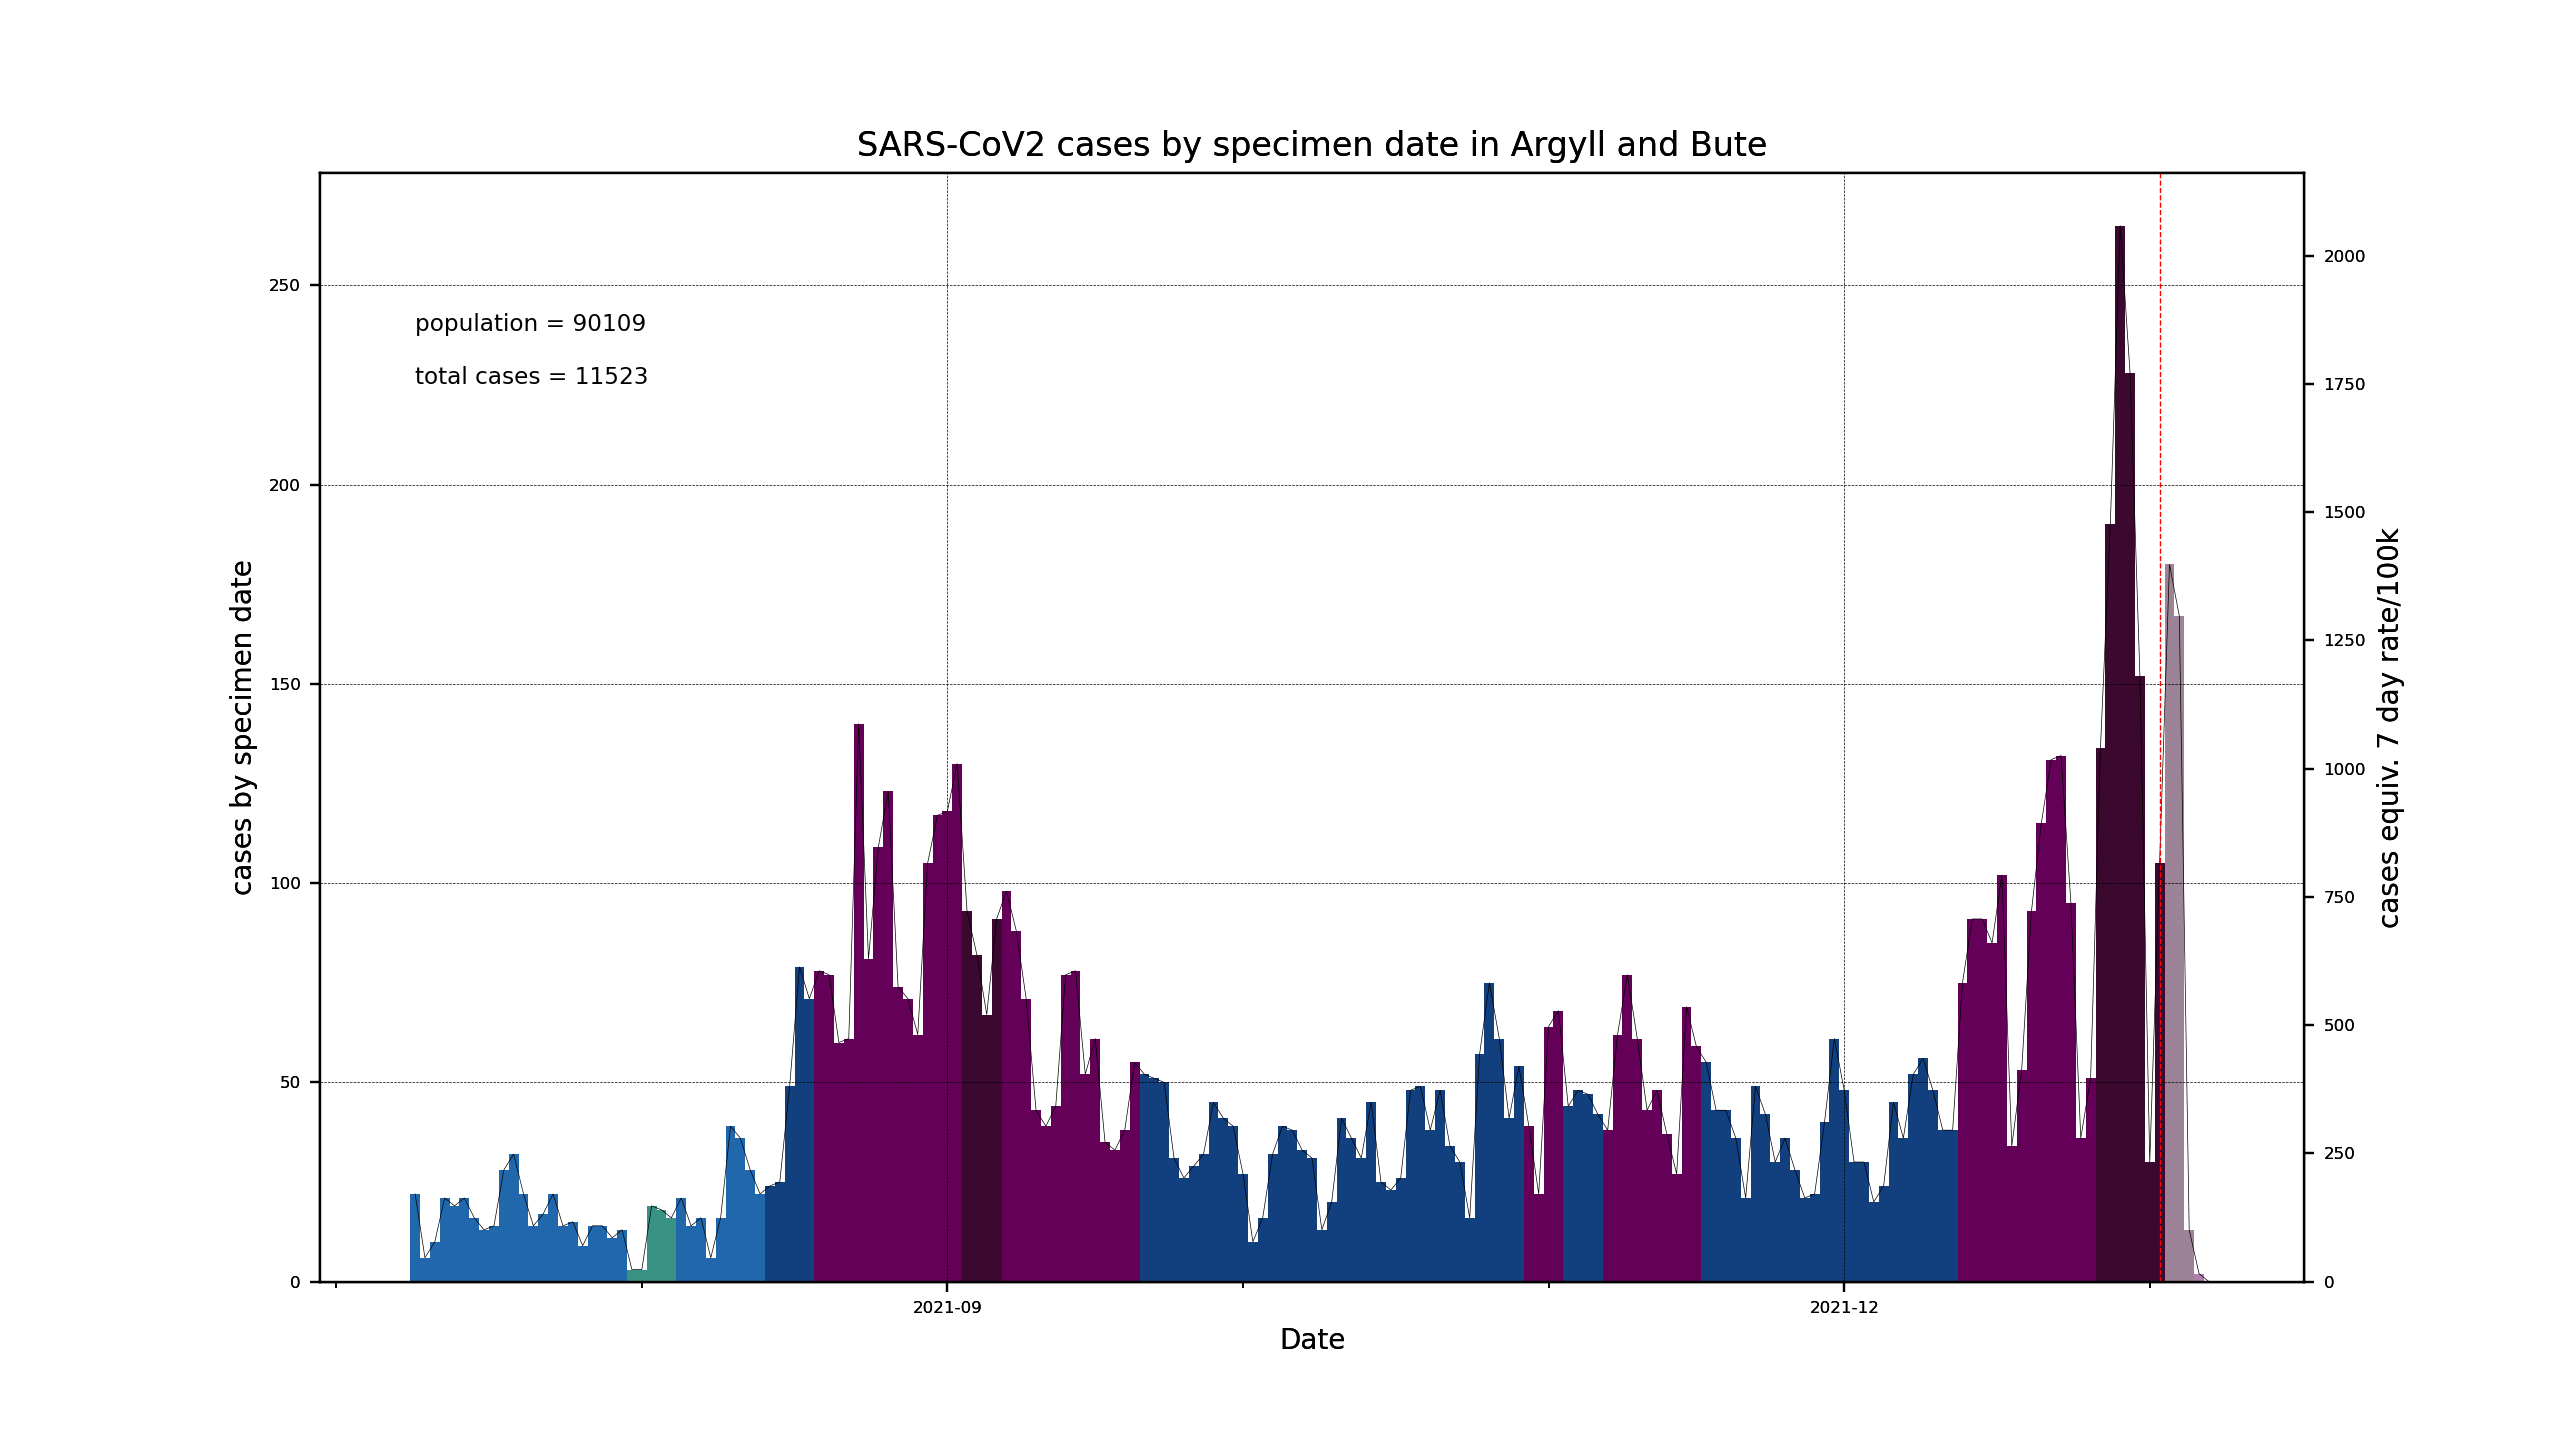 SARS-CoV2 cases by specimen date in Argyll and Bute
population = 90109
total cases = 11523
cases by specimen date
250
200
150
100
50
0
2000
1750
1500
1250
1000
750
500
250
0
cases equiv. 7 day rate/100k
2021-09
2021-12
Date